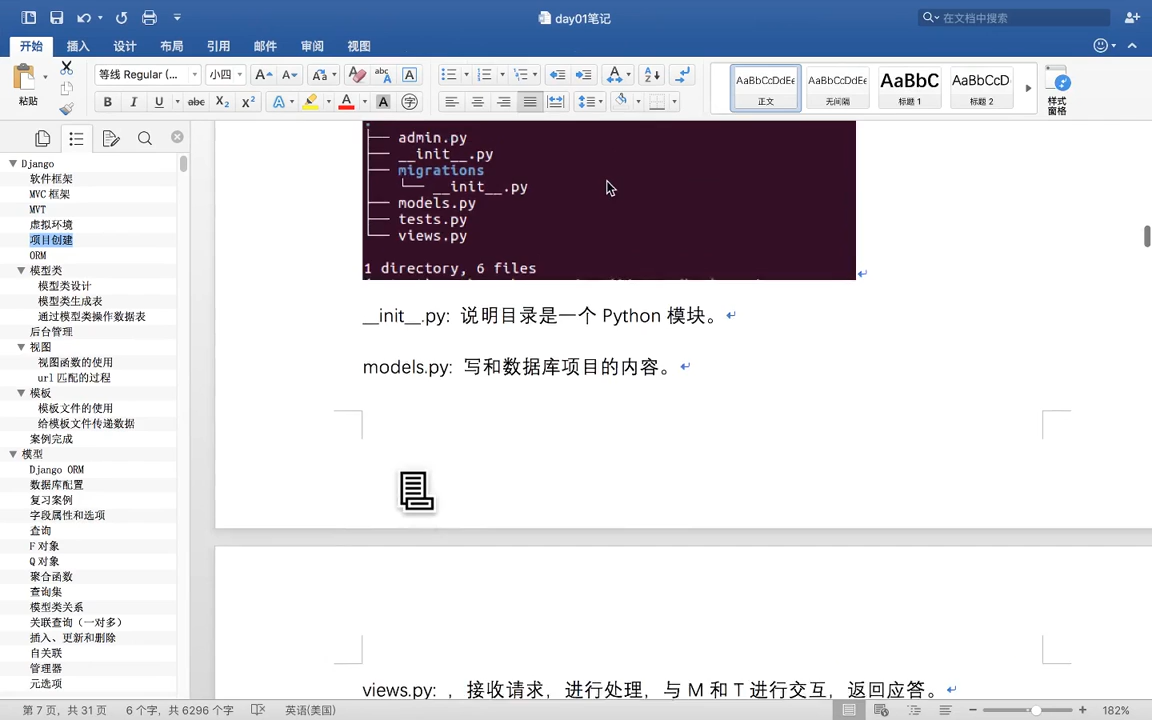 day01笔记
在文档中搜索
开始 插入 设计 布局 引用 邮件 审阅 视图
粘贴
等线 Regular (... 小四
AaBbCcDdEe 正文
AaBbCcDdEe 无间隔
AaBbC 标题 1
AaBbCcD 标题 2
样式
窗格
Django
软件框架
MVC 框架
MVT
虚拟环境
项目创建
ORM
模型类
模型类设计
模型类生成表
通过模型类操作数据表
后台管理
视图
视图函数的使用
url 匹配的过程
模板
模板文件的使用
给模板文件传递数据
案例完成
模型
Django ORM
数据库配置
复习案例
字段属性和选项
查询
F 对象
Q 对象
聚合函数
查询集
模型类关系
关联查询（一对多）
插入、更新和删除
自关联
管理器
元选项
admin.py
__init__.py
migrations
__init__.py
models.py
tests.py
views.py
1 directory, 6 files
__init__.py: 说明目录是一个 Python 模块。
models.py: 写和数据库项目的内容。
views.py: ，接收请求，进行处理，与 M 和 T 进行交互，返回应答。
第 7 页，共 31 页 6 个字，共 6296 个字 英语(美国) 182%